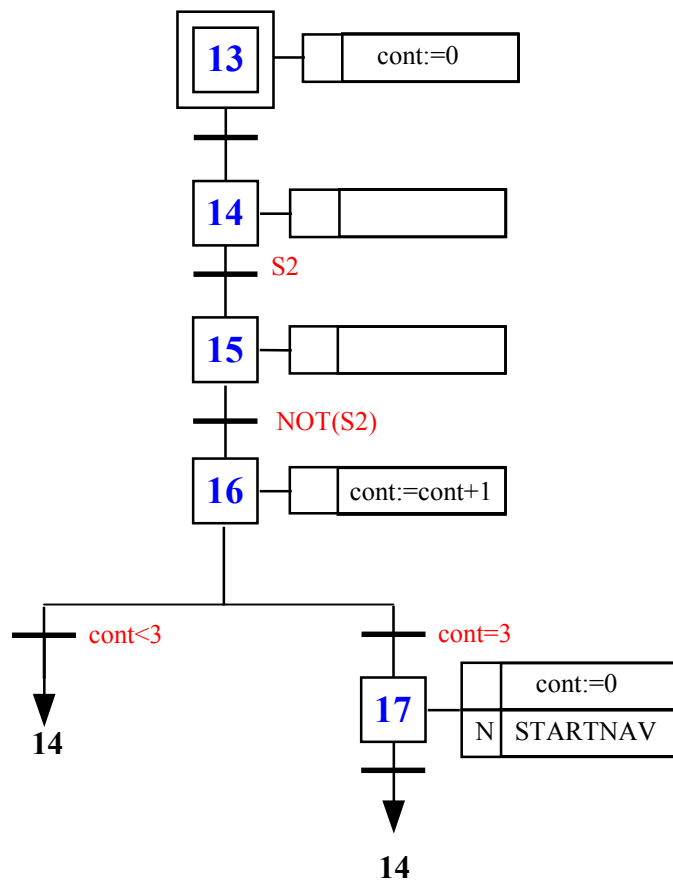 13
cont:=0
14
S2
15
NOT(S2)
16
cont:=cont+1
cont<3
cont=3
17
cont:=0
N STARTNAV
14
14